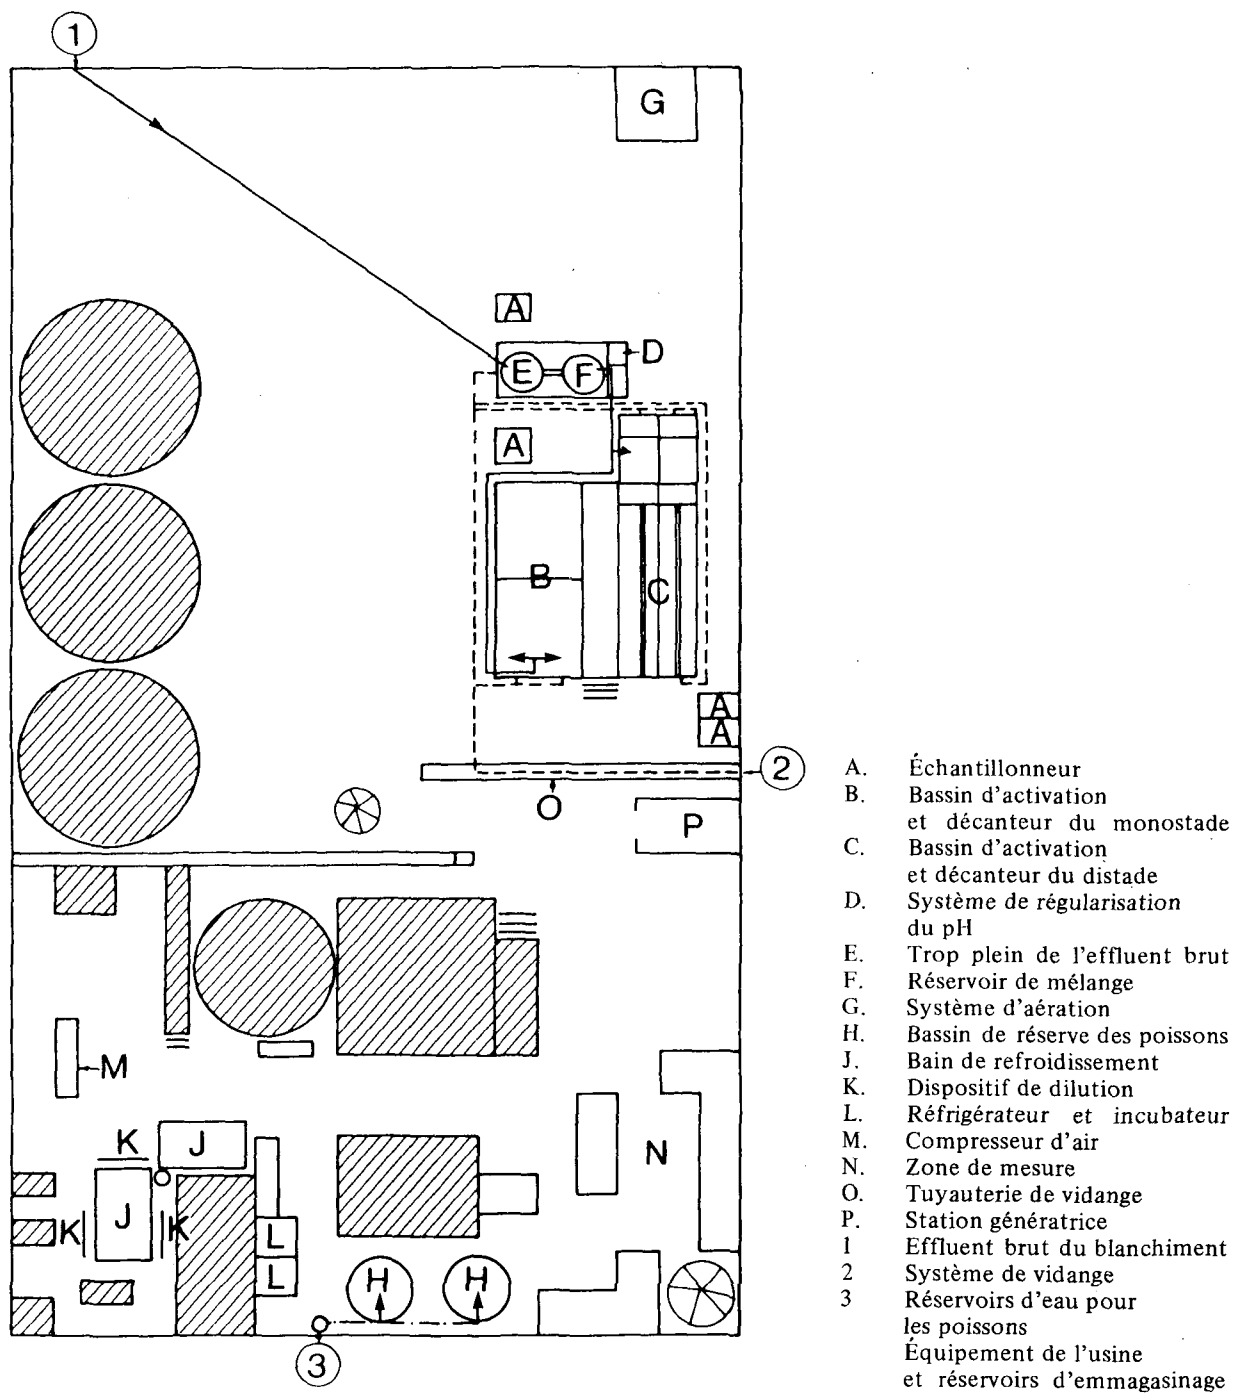 1
G
A
E
F
D
A
B
C
A
A
2
O
P
M
K
J
N
K
J
K
L
L
H
H
3
A. Échantillonneur
B. Bassin d'activation
et décanteur du monostade
C. Bassin d'activation
et décanteur du distade
D. Système de régularisation
du pH
E. Trop plein de l'effluent brut
F. Réservoir de mélange
G. Système d'aération
H. Bassin de réserve des poissons
J. Bain de refroidissement
K. Dispositif de dilution
L. Réfrigérateur et incubateur
M. Compresseur d'air
N. Zone de mesure
O. Tuyauterie de vidange
P. Station génératrice
1 Effluent brut du blanchiment
2 Système de vidange
3 Réservoirs d'eau pour
les poissons
Équipement de l'usine
et réservoirs d'emmagasinage